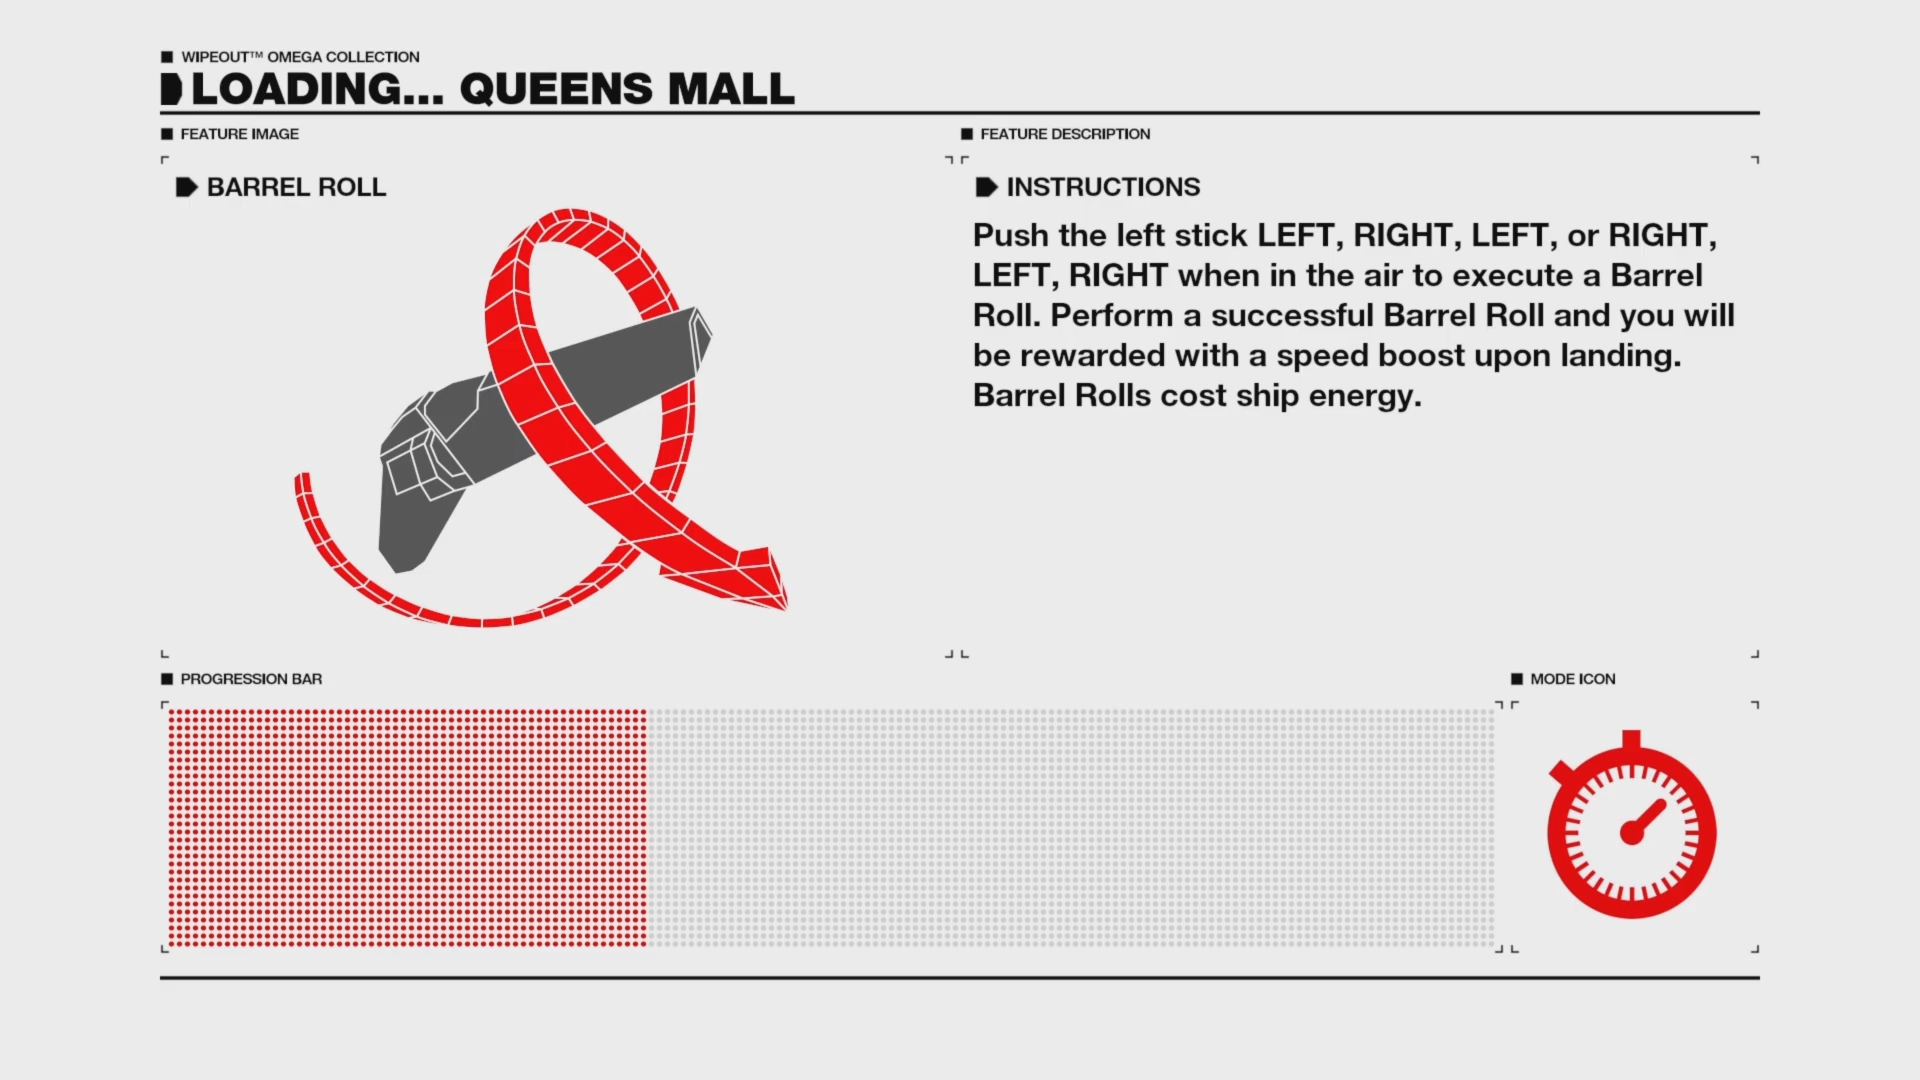 WIPEOUT™ OMEGA COLLECTION
LOADING... QUEENS MALL
FEATURE IMAGE
BARREL ROLL
FEATURE DESCRIPTION
INSTRUCTIONS
Push the left stick LEFT, RIGHT, LEFT, or RIGHT,
LEFT, RIGHT when in the air to execute a Barrel
Roll. Perform a successful Barrel Roll and you will
be rewarded with a speed boost upon landing.
Barrel Rolls cost ship energy.
PROGRESSION BAR
MODE ICON